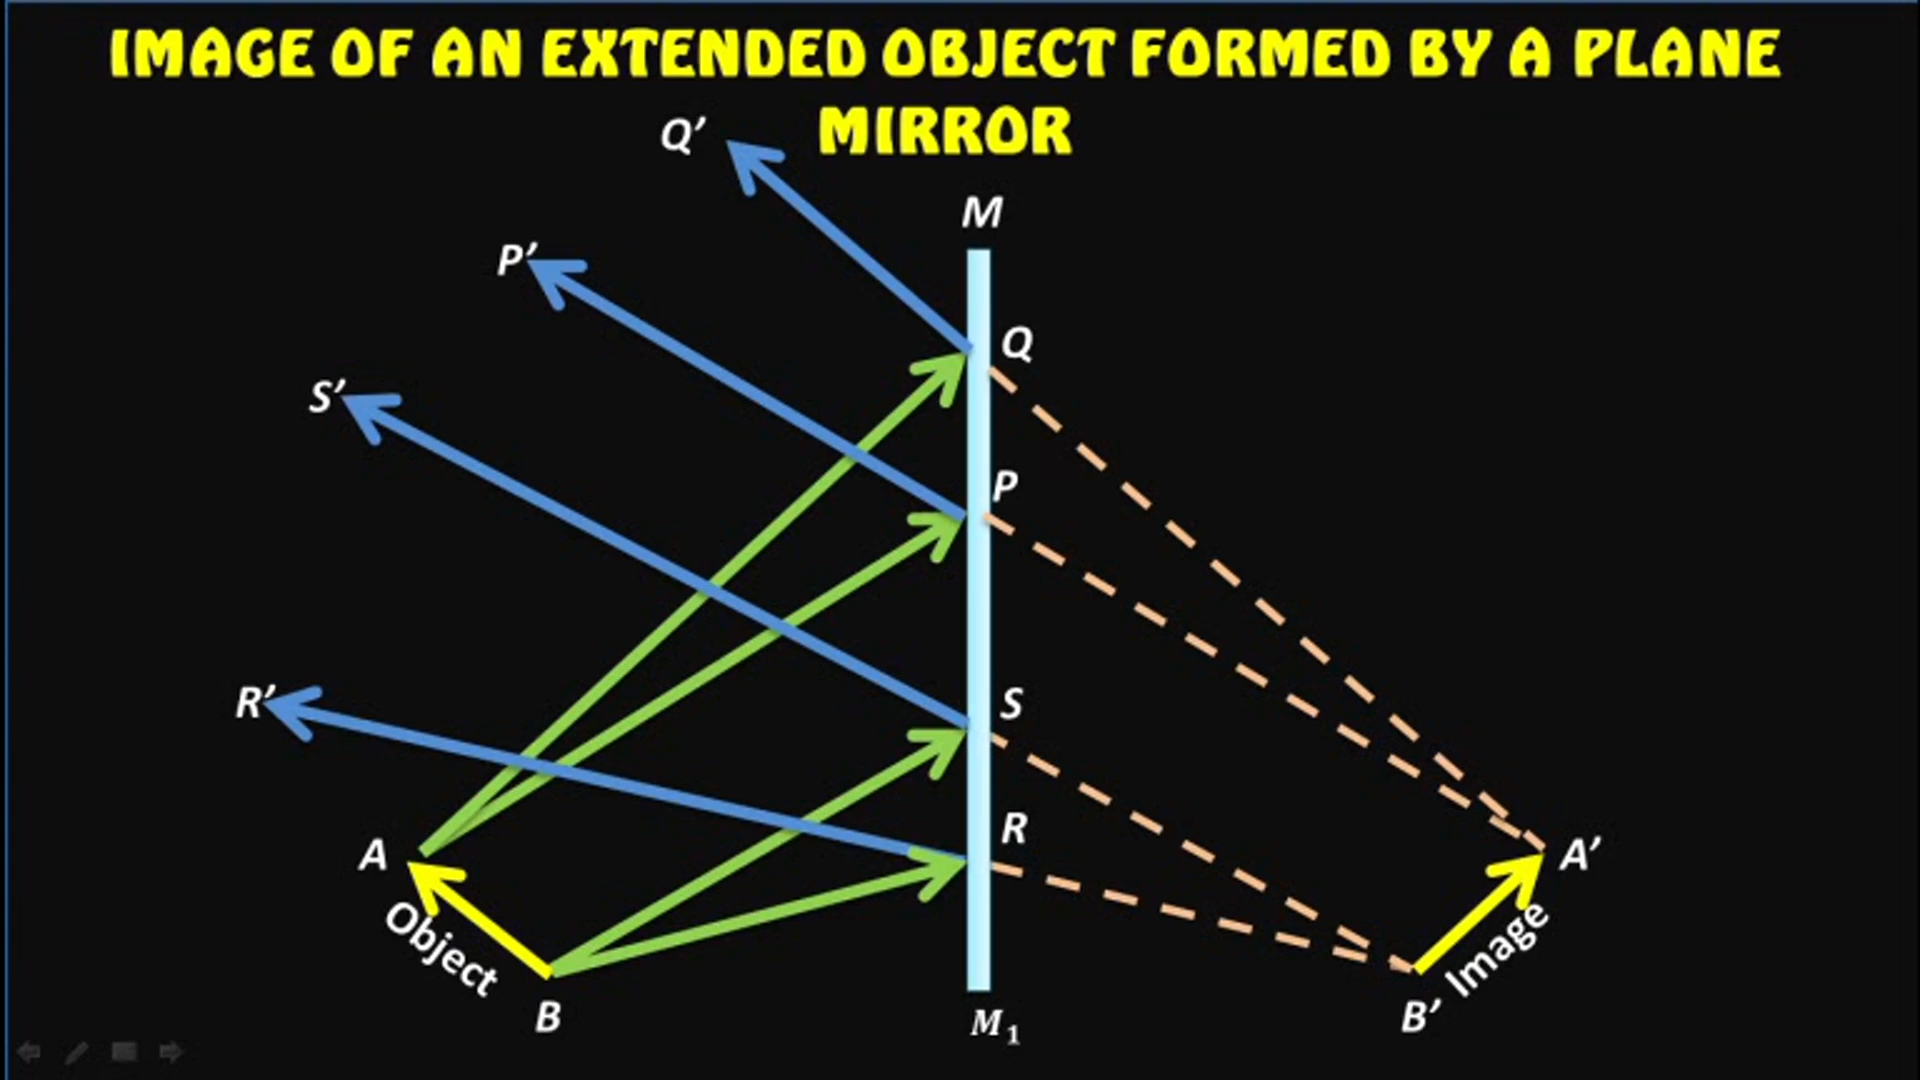 IMAGE OF AN EXTENDED OBJECT FORMED BY A PLANE
MIRROR
Q′
M
P′
Q
S′
P
R′
S
R
A
A′
Object
Image
B
B′
M₁